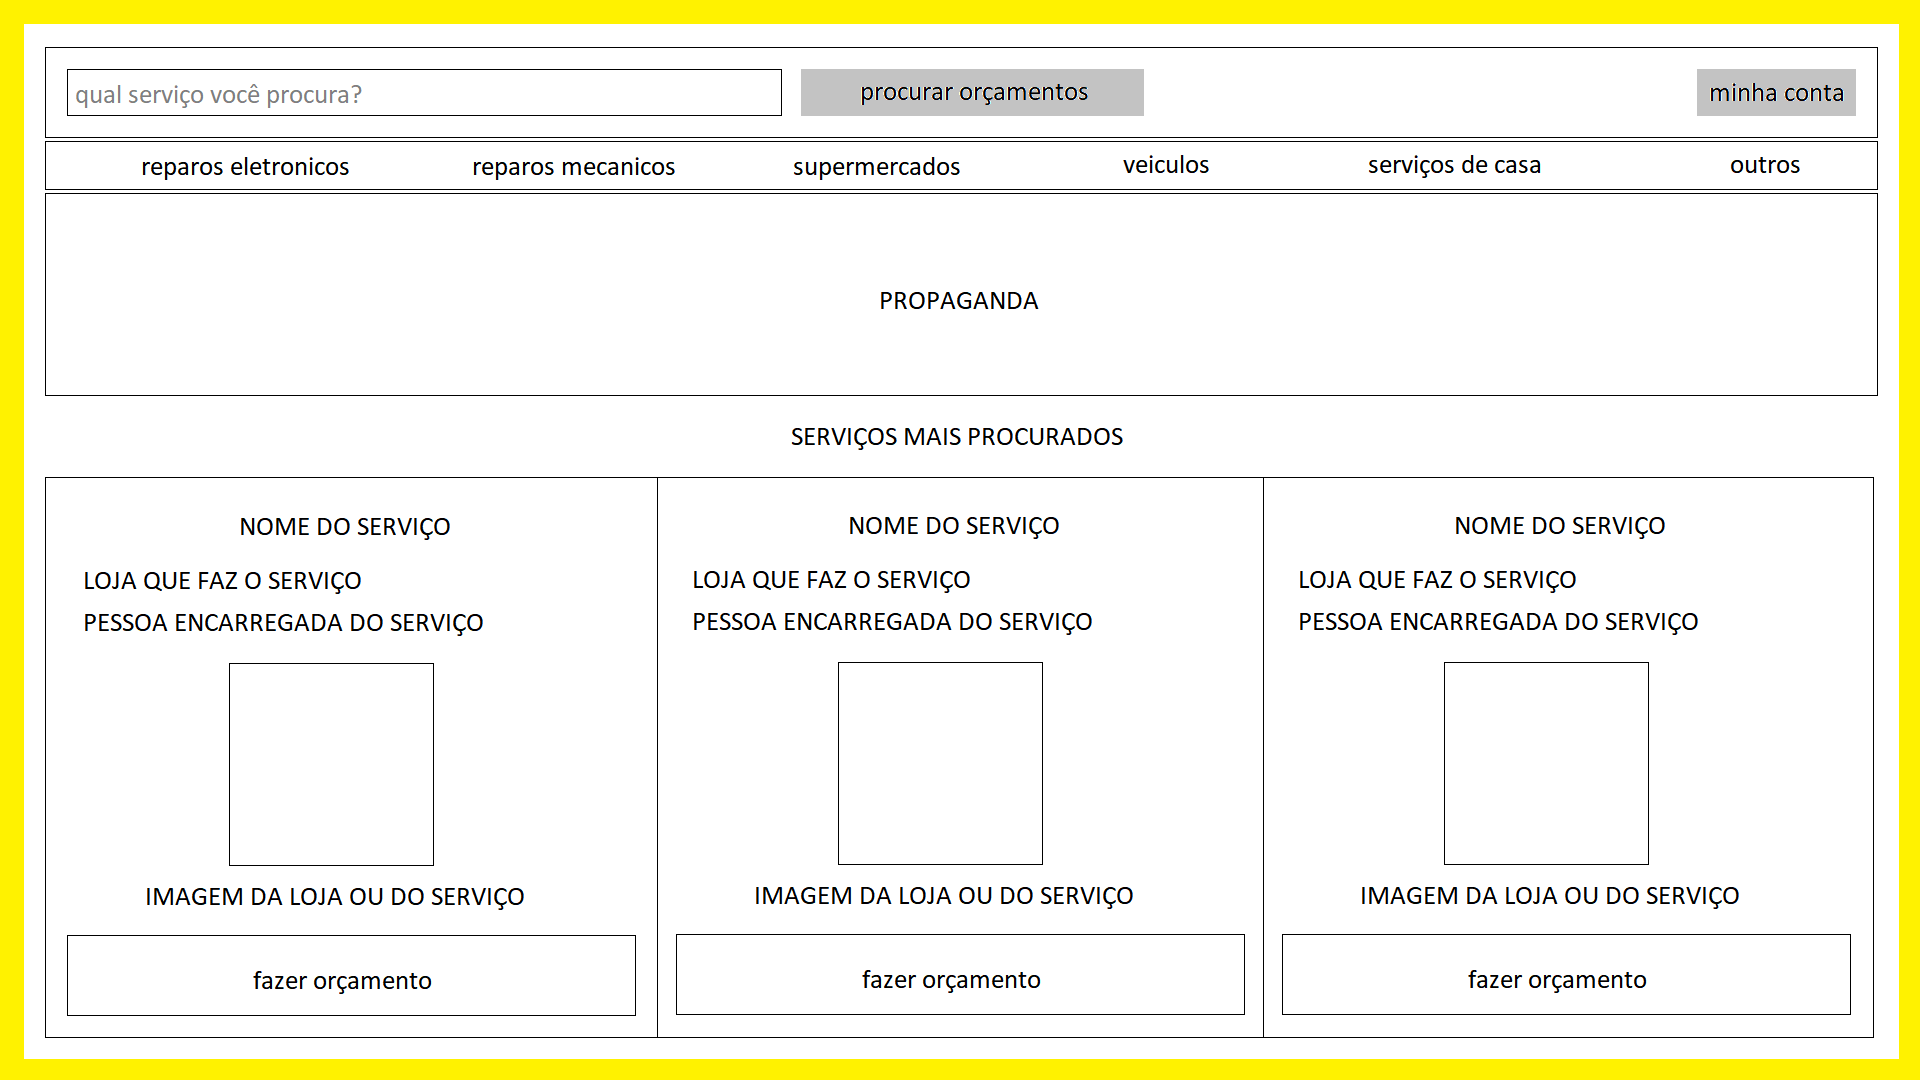 qual serviço você procura?
procurar orçamentos
minha conta
reparos eletronicos
reparos mecanicos
supermercados
veiculos
serviços de casa
outros
PROPAGANDA
SERVIÇOS MAIS PROCURADOS
NOME DO SERVIÇO
LOJA QUE FAZ O SERVIÇO
PESSOA ENCARREGADA DO SERVIÇO
IMAGEM DA LOJA OU DO SERVIÇO
fazer orçamento
NOME DO SERVIÇO
LOJA QUE FAZ O SERVIÇO
PESSOA ENCARREGADA DO SERVIÇO
IMAGEM DA LOJA OU DO SERVIÇO
fazer orçamento
NOME DO SERVIÇO
LOJA QUE FAZ O SERVIÇO
PESSOA ENCARREGADA DO SERVIÇO
IMAGEM DA LOJA OU DO SERVIÇO
fazer orçamento